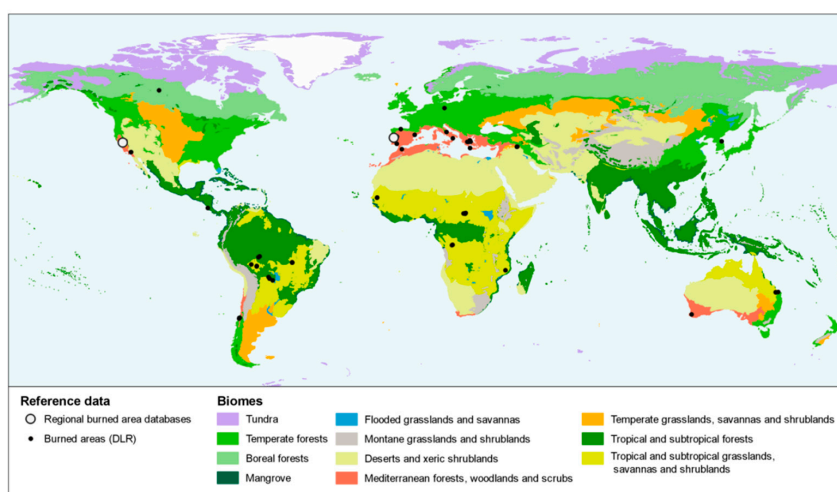 Reference data
Regional burned area databases
Burned areas (DLR)
Biomes
Tundra
Temperate forests
Boreal forests
Mangrove
Flooded grasslands and savannas
Montane grasslands and shrublands
Deserts and xeric shrublands
Mediterranean forests, woodlands and scrubs
Temperate grasslands, savannas and shrublands
Tropical and subtropical forests
Tropical and subtropical grasslands,
savannas and shrublands